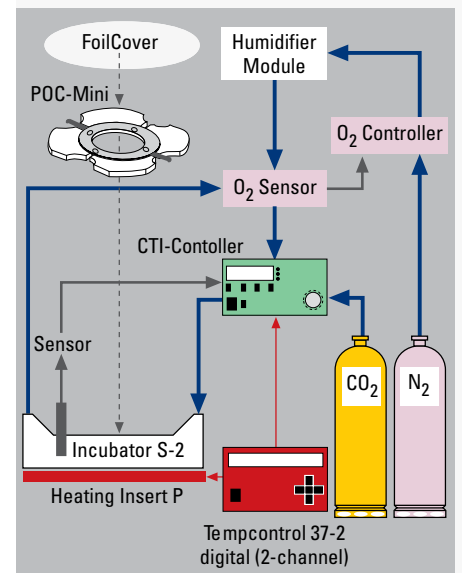 FoilCover
Humidifier
Module
POC-Mini
O2 Controller
O2 Sensor
CTI-Contoller
Sensor
CO2
N2
Incubator S-2
Heating Insert P
Tempcontrol 37-2
digital (2-channel)